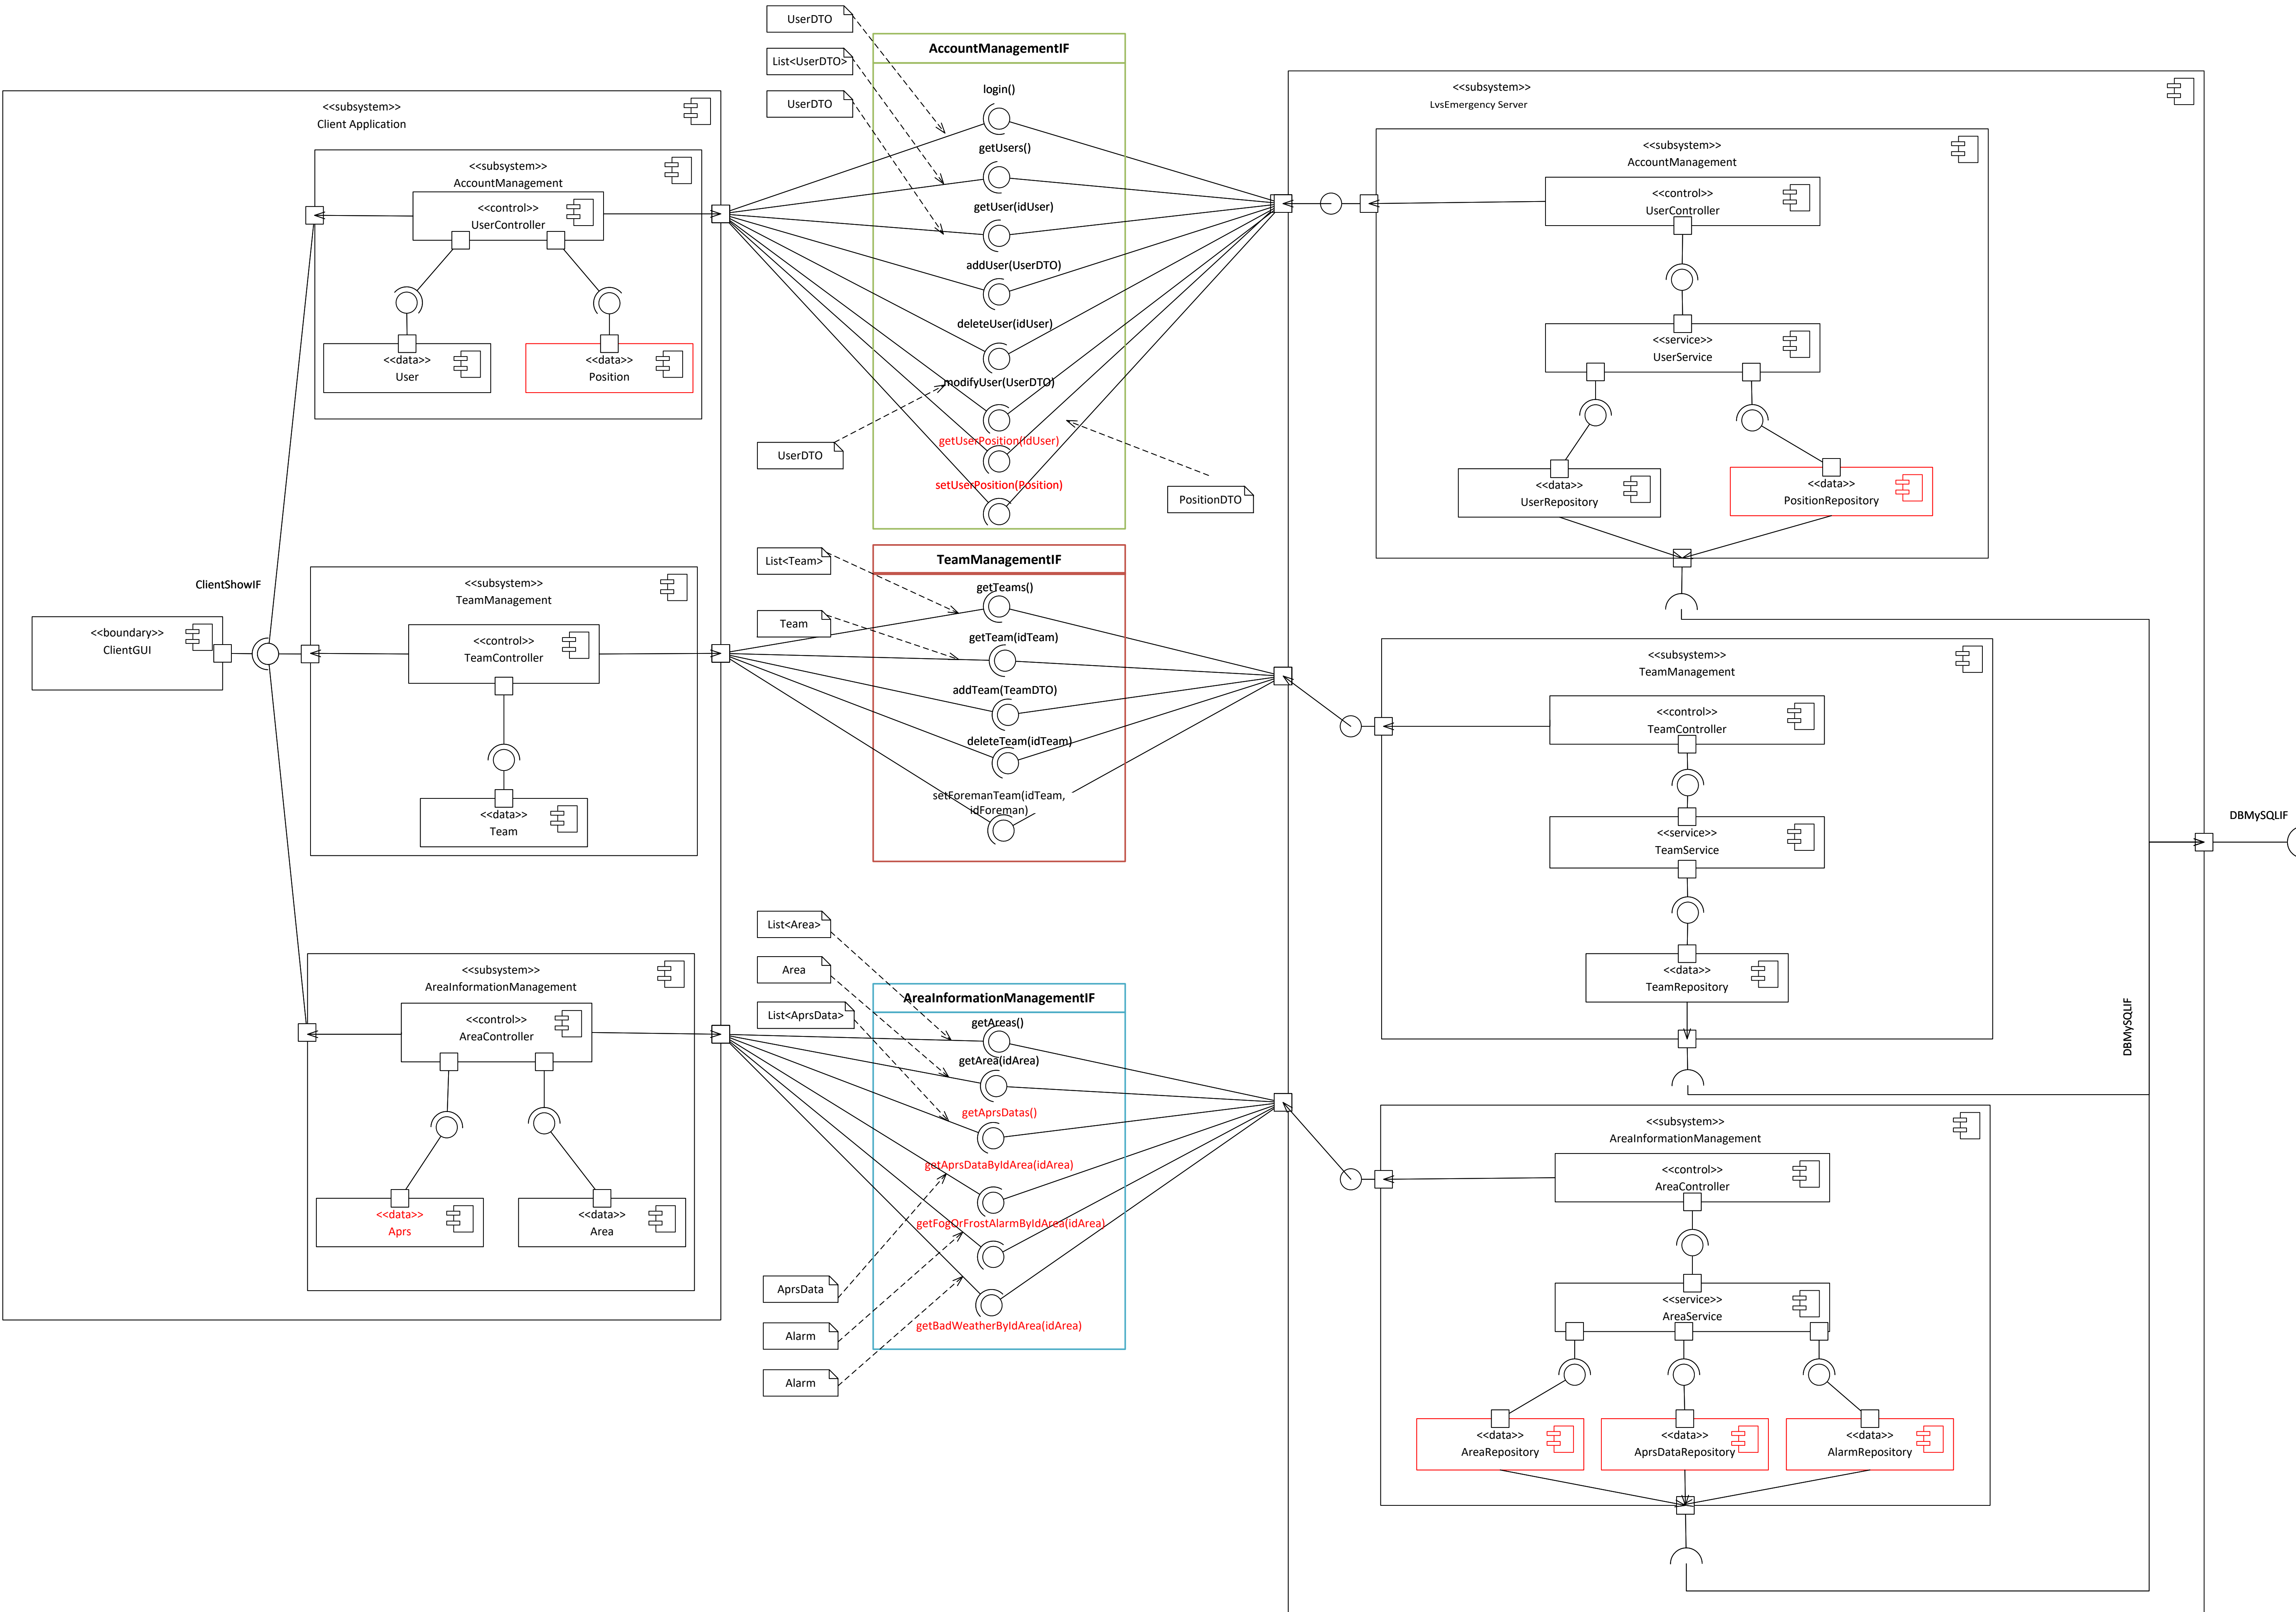 <<subsystem>>
Client Application
<<subsystem>>
AccountManagement
<<control>>
UserController
<<data>>
User
<<data>>
Position
ClientShowIF
<<boundary>>
ClientGUI
<<subsystem>>
TeamManagement
<<control>>
TeamController
<<data>>
Team
<<subsystem>>
AreaInformationManagement
<<control>>
AreaController
<<data>>
Aprs
<<data>>
Area
UserDTO
List<UserDTO>
UserDTO
AccountManagementIF
login()
getUsers()
getUser(idUser)
addUser(UserDTO)
deleteUser(idUser)
modifyUser(UserDTO)
getUserPosition(idUser)
setUserPosition(Position)
UserDTO
PositionDTO
List<Team>
Team
TeamManagementIF
getTeams()
getTeam(idTeam)
addTeam(TeamDTO)
deleteTeam(idTeam)
setForemanTeam(idTeam,
idForeman)
List<Area>
Area
List<AprsData>
AreaInformationManagementIF
getAreas()
getArea(idArea)
getAprsDatas()
getAprsDataByIdArea(idArea)
getFogOrFrostAlarmByIdArea(idArea)
getBadWeatherByIdArea(idArea)
AprsData
Alarm
Alarm
<<subsystem>>
LvsEmergency Server
<<subsystem>>
AccountManagement
<<control>>
UserController
<<service>>
UserService
<<data>>
UserRepository
<<data>>
PositionRepository
<<subsystem>>
TeamManagement
<<control>>
TeamController
<<service>>
TeamService
<<data>>
TeamRepository
<<subsystem>>
AreaInformationManagement
<<control>>
AreaController
<<service>>
AreaService
<<data>>
AreaRepository
<<data>>
AprsDataRepository
<<data>>
AlarmRepository
DBMySQLIF
DBMySQLIF